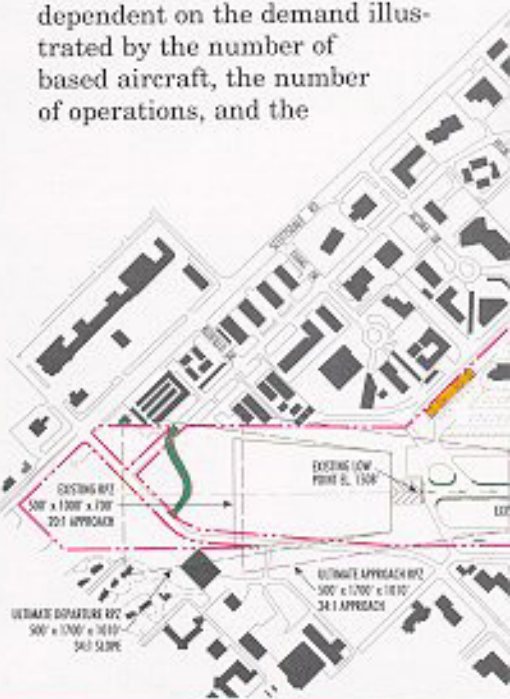 dependent on the demand illus-
trated by the number of
based aircraft, the number
of operations, and the
EXISTING LOW
POINT EL. 1508'
EXISTING RPZ
500' x 1000' x 700'
20:1 APPROACH
ULTIMATE APPROACH RPZ
500' x 1700' x 1010'
34:1 APPROACH
ULTIMATE DEPARTURE RPZ
500' x 1700' x 1010'
34:1 SLOPE